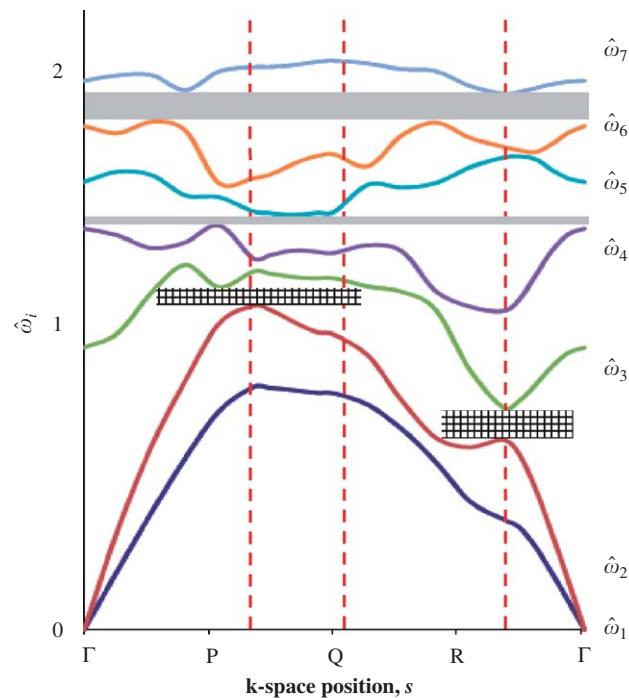 2
1
0
ω̂ᵢ
ω̂₇
ω̂₆
ω̂₅
ω̂₄
ω̂₃
ω̂₂
ω̂₁
Γ P Q R Γ
k-space position, s